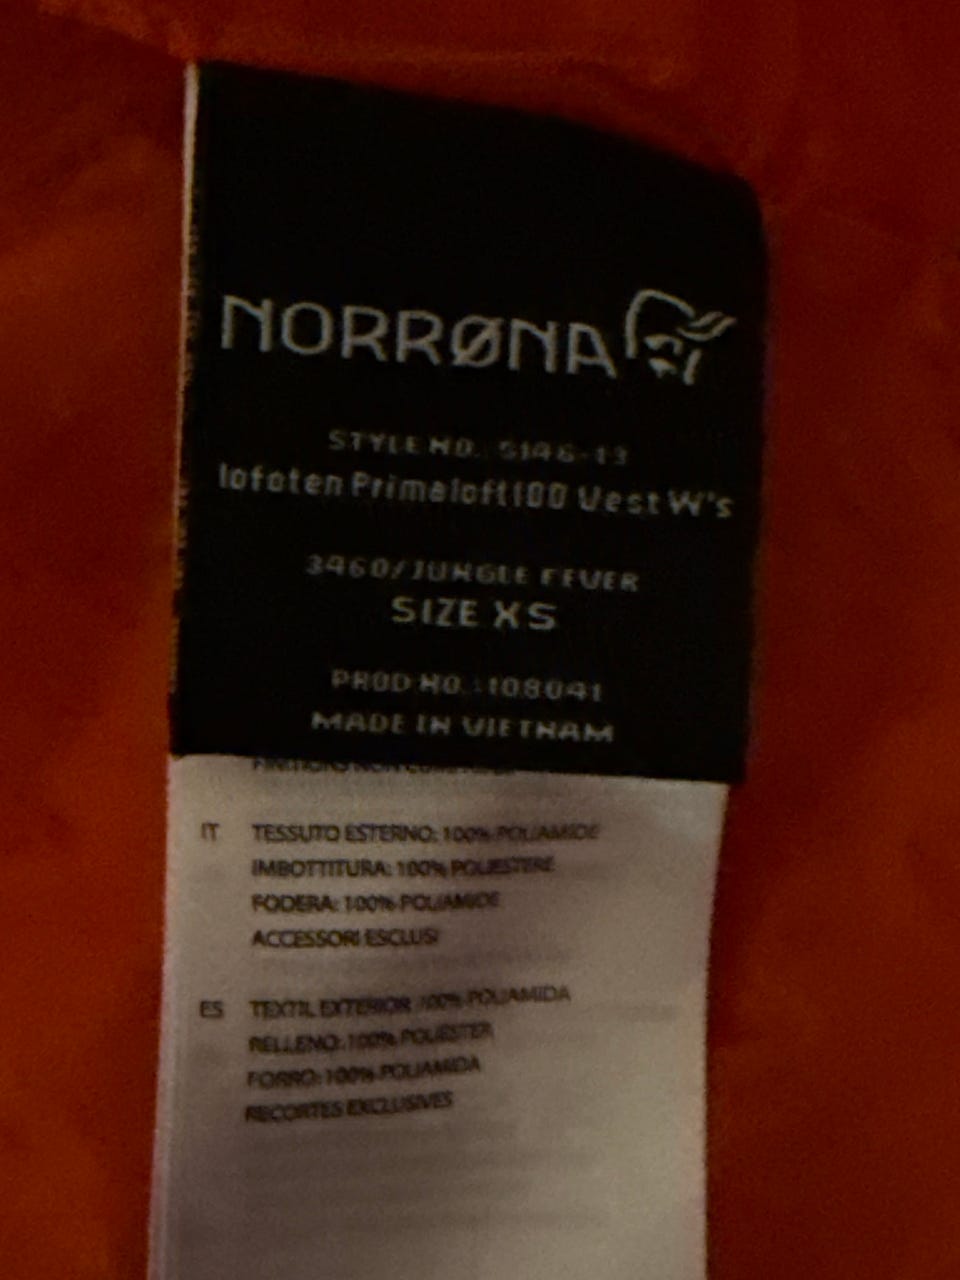 NORRØNA
STYLE NO.: 5146-13
lofoten Primaloft100 Vest W's
3460/JUNGLE FEVER
SIZE XS
PROD NO.: 108041
MADE IN VIETNAM
IT TESSUTO ESTERNO: 100% POLIAMIDE
IMBOTTITURA: 100% POLIESTERE
FODERA: 100% POLIAMIDE
ACCESSORI ESCLUSI
ES TEXTIL EXTERIOR: 100% POLIAMIDA
RELLENO: 100% POLIESTER
FORRO: 100% POLIAMIDA
RECORTES EXCLUSIVES